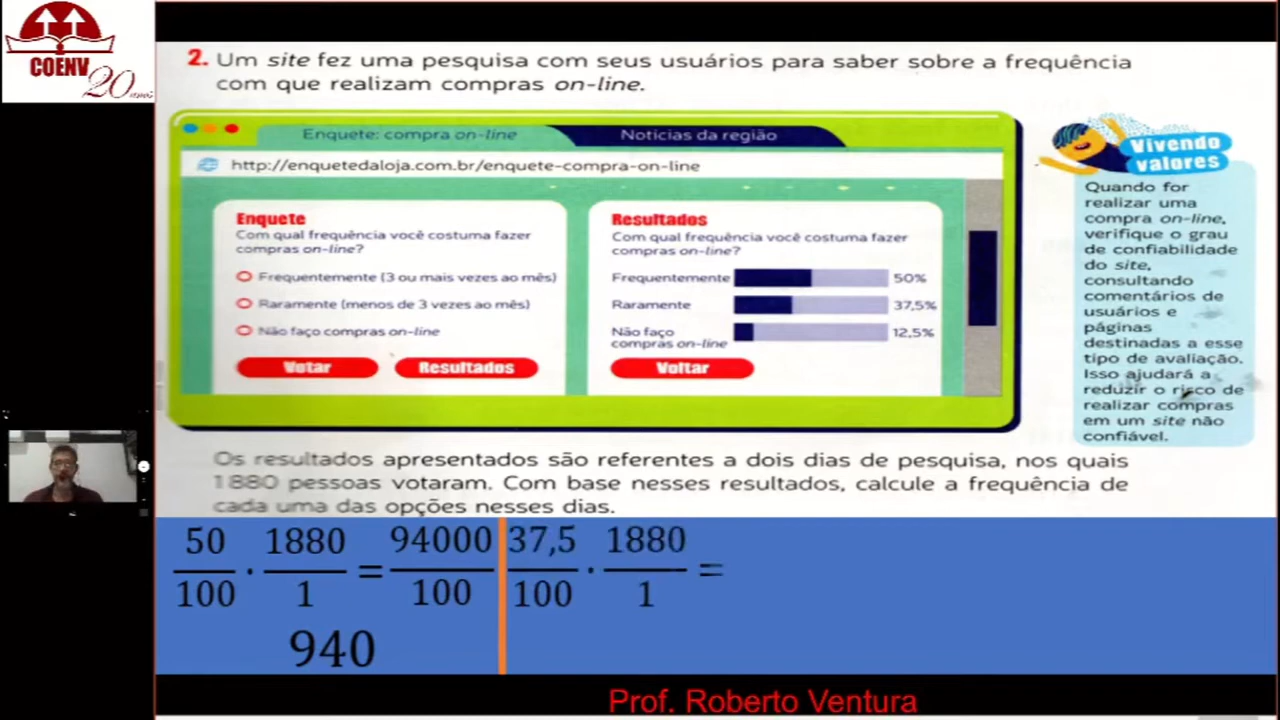 COENV
20 anos
2. Um site fez uma pesquisa com seus usuários para saber sobre a frequência
com que realizam compras on-line.
Enquete: compra on-line
Notícias da região
http://enquetedaloja.com.br/enquete-compra-on-line
Enquete
Com qual frequência você costuma fazer
compras on-line?
Frequentemente (3 ou mais vezes ao mês)
Raramente (menos de 3 vezes ao mês)
Não faço compras on-line
Votar
Resultados
Resultados
Com qual frequência você costuma fazer
compras on-line?
Frequentemente 50%
Raramente 37,5%
Não faço
compras on-line 12,5%
Voltar
Vivendo
valores
Quando for
realizar uma
compra on-line,
verifique o grau
de confiabilidade
do site,
consultando
comentários de
usuários e
páginas
destinadas a esse
tipo de avaliação.
Isso ajudará a
reduzir o risco de
realizar compras
em um site não
confiável.
Os resultados apresentados são referentes a dois dias de pesquisa, nos quais
1 880 pessoas votaram. Com base nesses resultados, calcule a frequência de
cada uma das opções nesses dias.
50/100 · 1880/1 = 94000/100
940
37,5/100 · 1880/1 =
Prof. Roberto Ventura